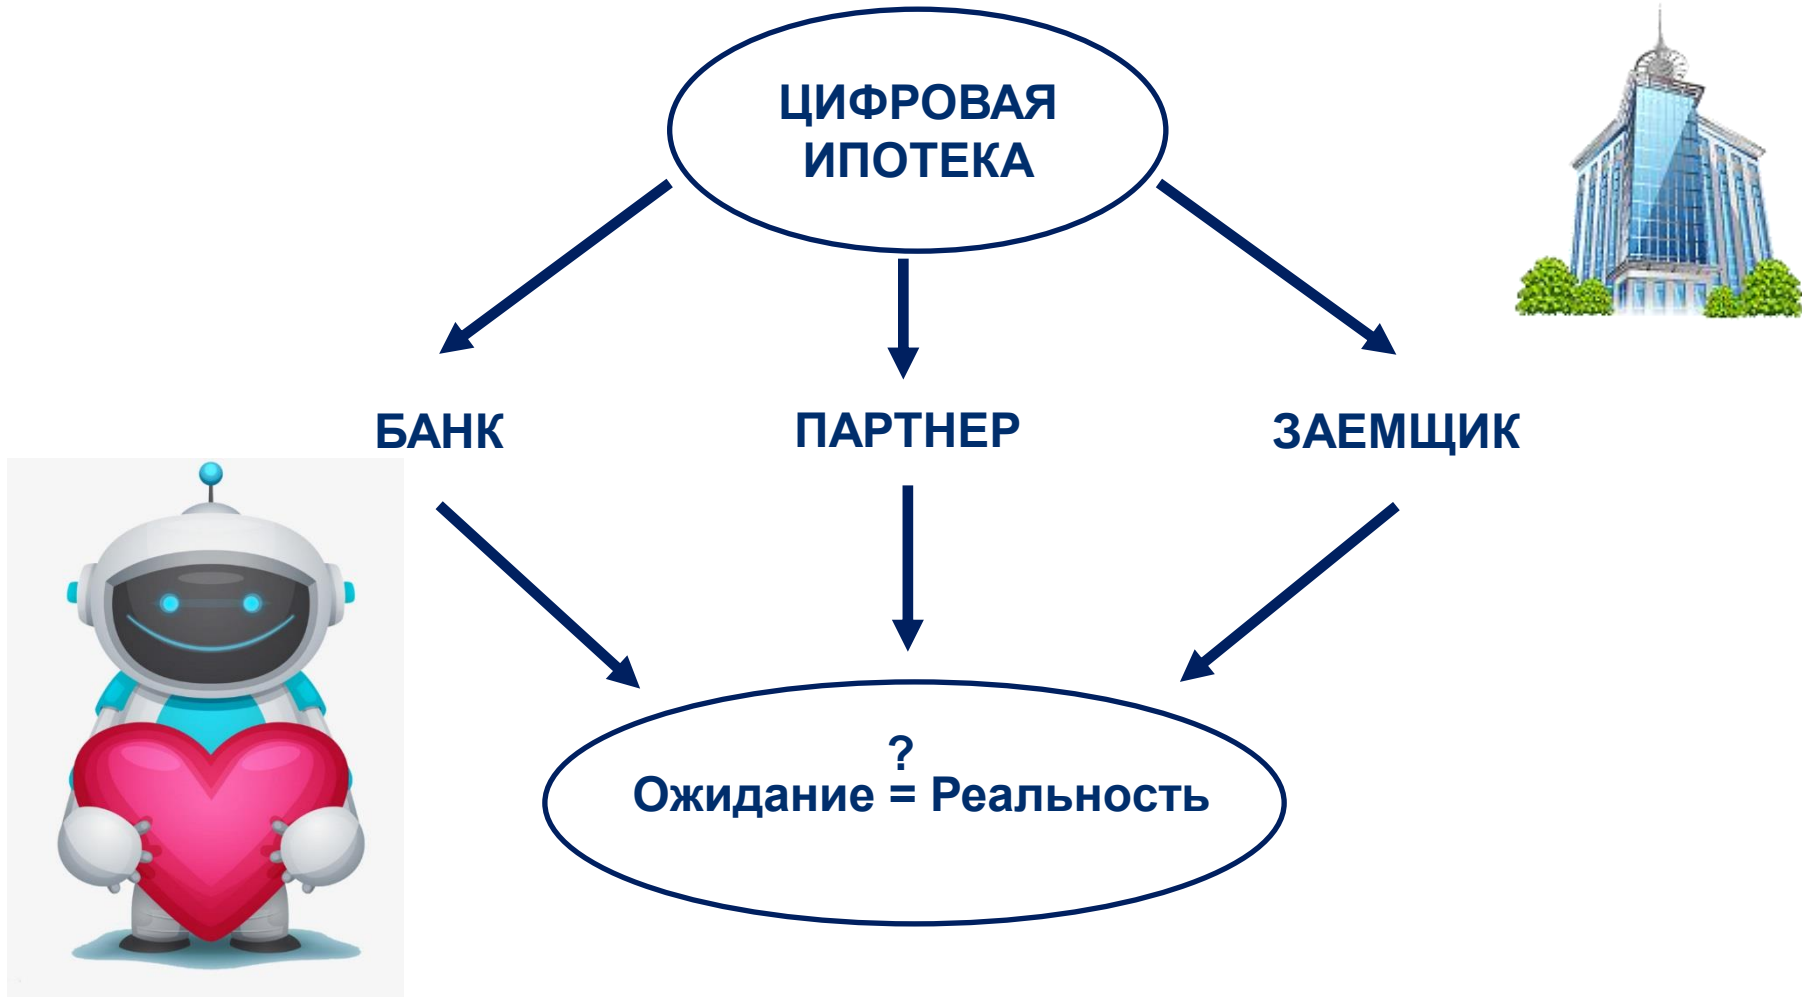 ЦИФРОВАЯ
ИПОТЕКА
БАНК
ПАРТНЕР
ЗАЕМЩИК
?
Ожидание = Реальность